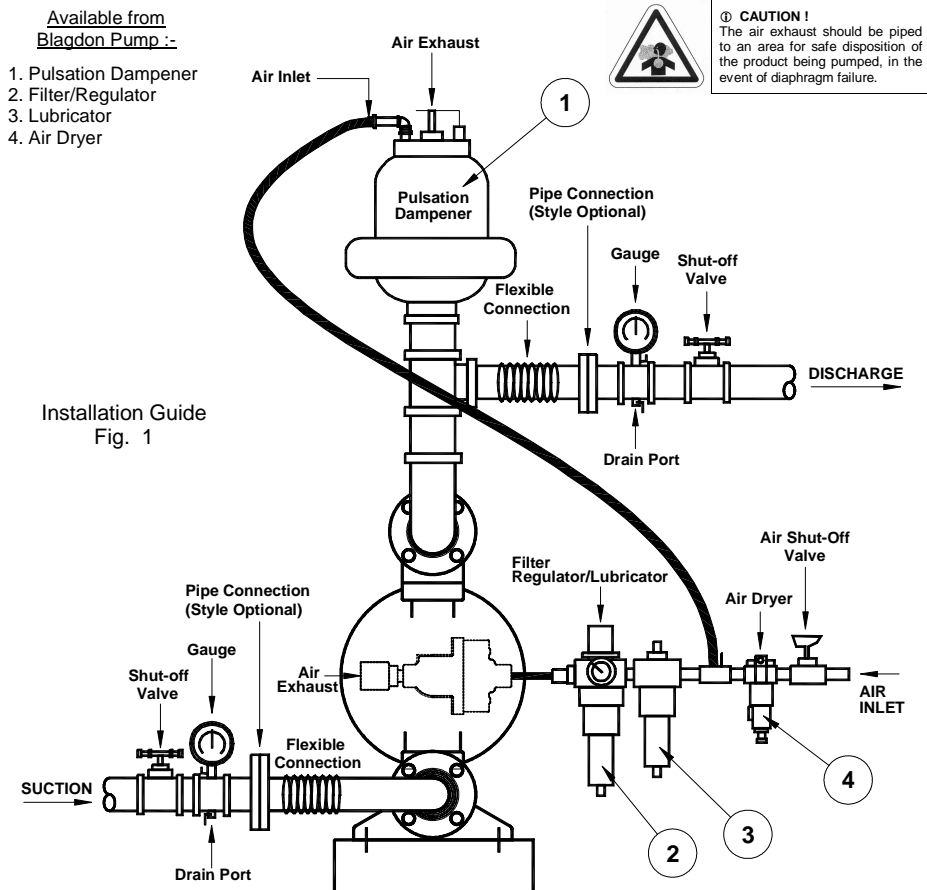 Available from
Blagdon Pump :-
1. Pulsation Dampener
2. Filter/Regulator
3. Lubricator
4. Air Dryer
Air Exhaust
Air Inlet
① CAUTION !
The air exhaust should be piped
to an area for safe disposition of
the product being pumped, in the
event of diaphragm failure.
1
Pulsation
Dampener
Pipe Connection
(Style Optional)
Gauge
Shut-off
Valve
Flexible
Connection
DISCHARGE
Drain Port
Installation Guide
Fig. 1
Filter
Regulator/Lubricator
Air Shut-Off
Valve
Air Dryer
AIR
INLET
Pipe Connection
(Style Optional)
Gauge
Shut-off
Valve
Air
Exhaust
Flexible
Connection
SUCTION
Drain Port
2
3
4